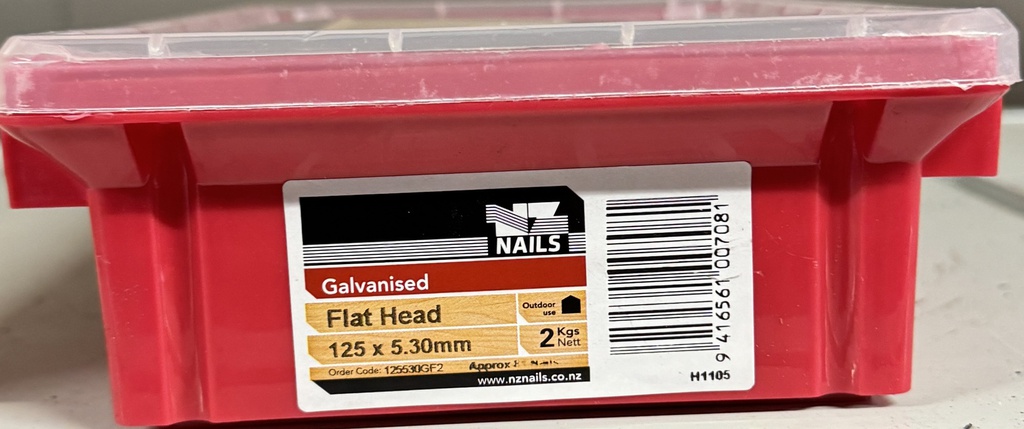 NZ
NAILS
Galvanised
Flat Head
Outdoor
use
125 x 5.30mm
2 Kgs
Nett
Order Code: 125530GF2
Approx
www.nznails.co.nz
9 416561 007081
H1105